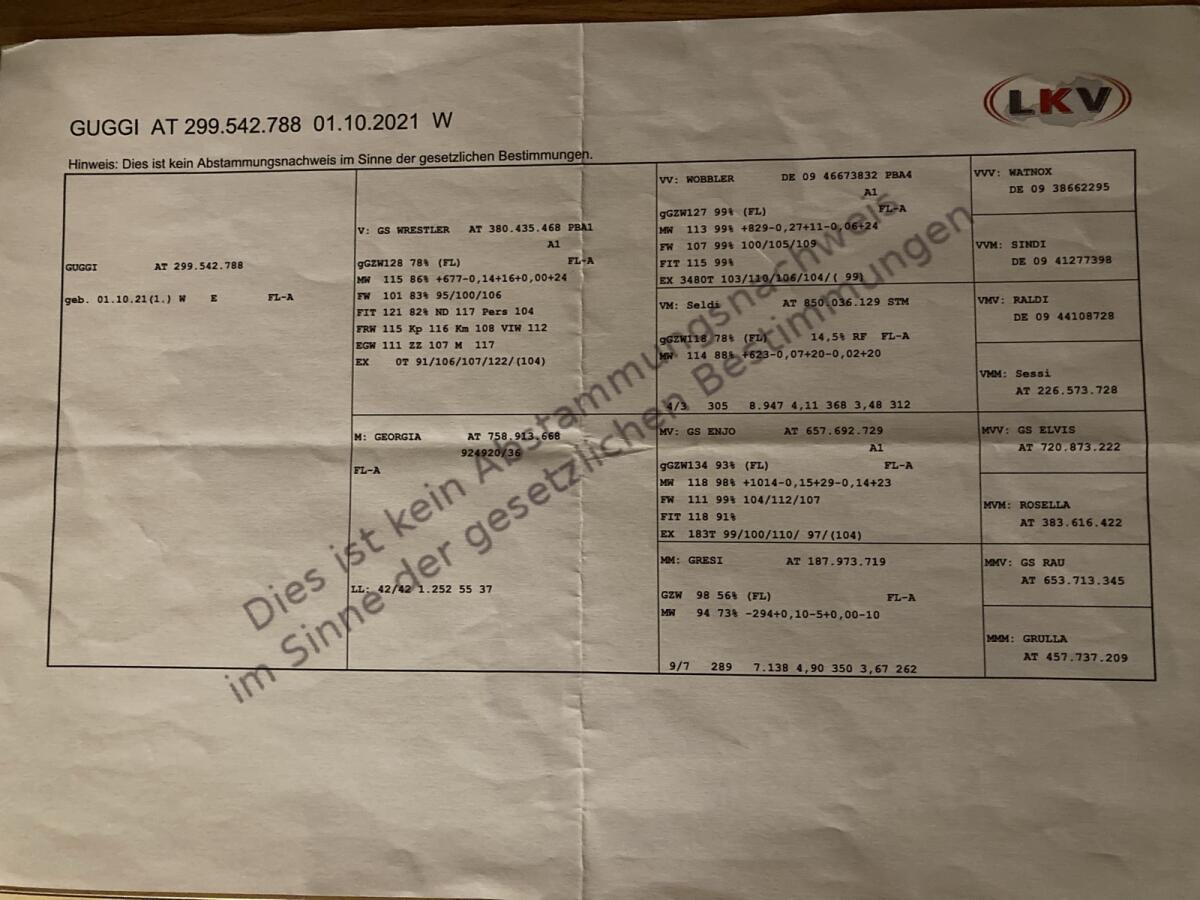 LKV
GUGGI AT 299.542.788 01.10.2021 W
Hinweis: Dies ist kein Abstammungsnachweis im Sinne der gesetzlichen Bestimmungen.
GUGGI AT 299.542.788
geb. 01.10.21(1.) W E FL-A
V: GS WRESTLER AT 380.435.468 PBA1
A1
gGZW128 78% (FL) FL-A
MW 115 86% +677-0,14+16+0,00+24
FW 101 83% 95/100/106
FIT 121 82% ND 117 Pers 104
FRW 115 Kp 116 Km 108 VIW 112
EGW 111 ZZ 107 M 117
EX 0T 91/106/107/122/(104)
M: GEORGIA AT 758.913.668
924920/36
FL-A
LL: 42/42 1.252 55 37
VV: WOBBLER DE 09 46673832 PBA4
A1
gGZW127 99% (FL) FL-A
MW 113 99% +829-0,27+11-0,06+24
FW 107 99% 100/105/109
FIT 115 99%
EX 3480T 103/110/106/104/( 99)
VM: Seldi AT 850.036.129 STM
gGZW118 78% (FL) 14,5% RF FL-A
MW 114 88% +623-0,07+20-0,02+20
4/3 305 8.947 4,11 368 3,48 312
MV: GS ENJO AT 657.692.729
A1
gGZW134 93% (FL) FL-A
MW 118 98% +1014-0,15+29-0,14+23
FW 111 99% 104/112/107
FIT 118 91%
EX 183T 99/100/110/ 97/(104)
MM: GRESI AT 187.973.719
GZW 98 56% (FL) FL-A
MW 94 73% -294+0,10-5+0,00-10
9/7 289 7.138 4,90 350 3,67 262
VVV: WATNOX
DE 09 38662295
VVM: SINDI
DE 09 41277398
VMV: RALDI
DE 09 44108728
VMM: Sessi
AT 226.573.728
MVV: GS ELVIS
AT 720.873.222
MVM: ROSELLA
AT 383.616.422
MMV: GS RAU
AT 653.713.345
MMM: GRULLA
AT 457.737.209
Dies ist kein Abstammungsnachweis
im Sinne der gesetzlichen Bestimmungen